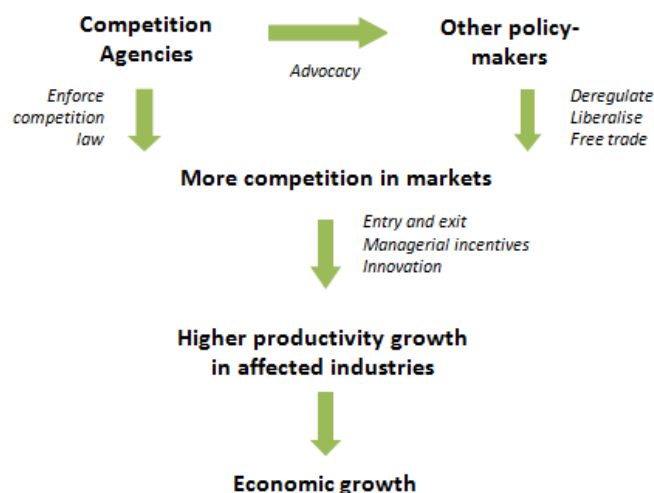 Competition
Agencies
Other policy-
makers
Advocacy
Enforce
competition
law
Deregulate
Liberalise
Free trade
More competition in markets
Entry and exit
Managerial incentives
Innovation
Higher productivity growth
in affected industries
Economic growth